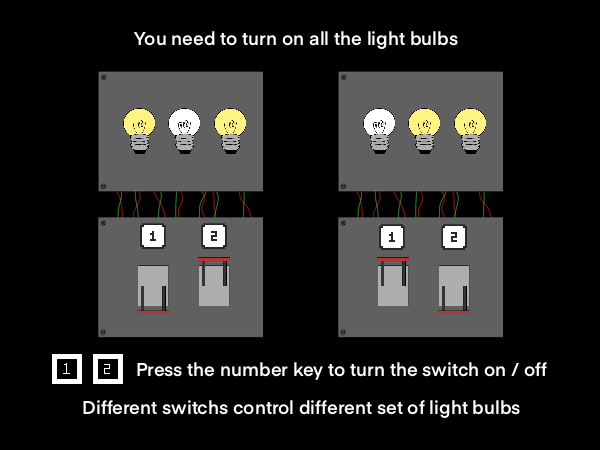 You need to turn on all the light bulbs
1 2 1 2
1 2 Press the number key to turn the switch on / off
Different switchs control different set of light bulbs